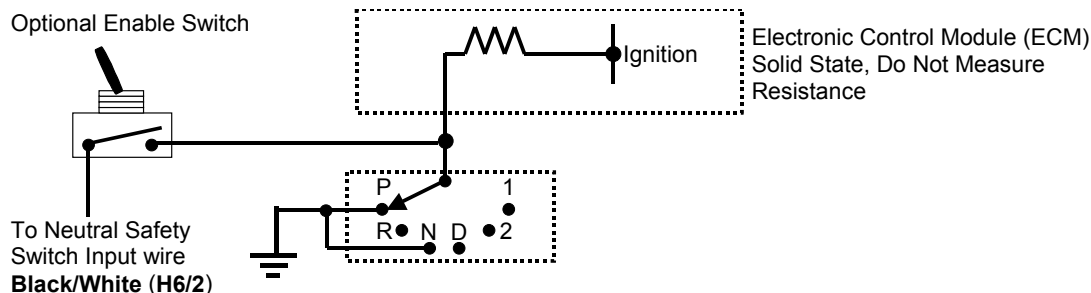 Optional Enable Switch
Ignition
Electronic Control Module (ECM)
Solid State, Do Not Measure
Resistance
P 1
R N D 2
To Neutral Safety
Switch Input wire
Black/White (H6/2)